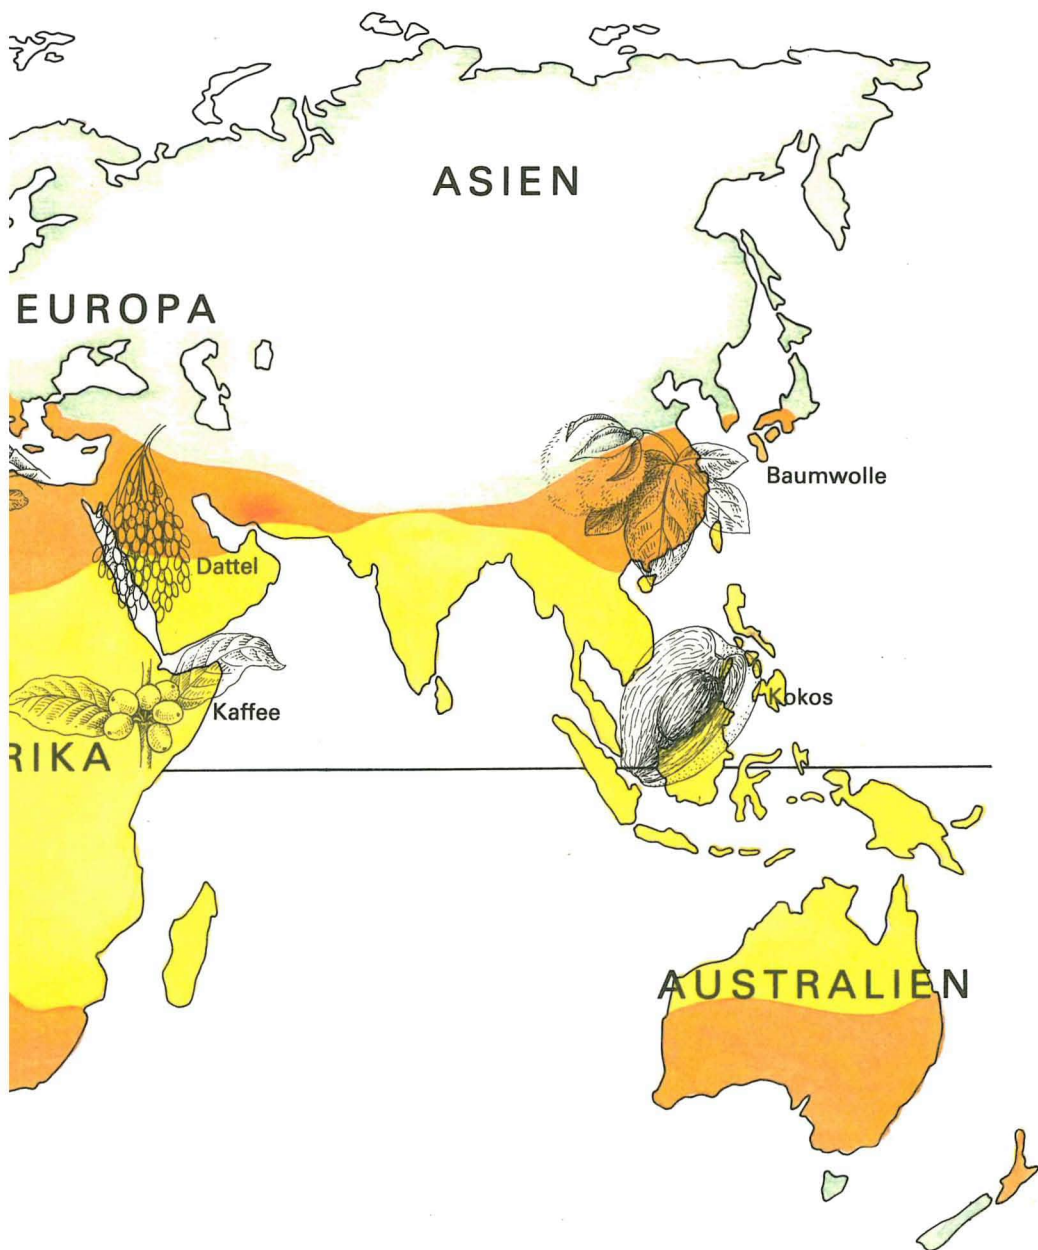 ASIEN
EUROPA
Baumwolle
Dattel
Kaffee
Kokos
RIKA
AUSTRALIEN